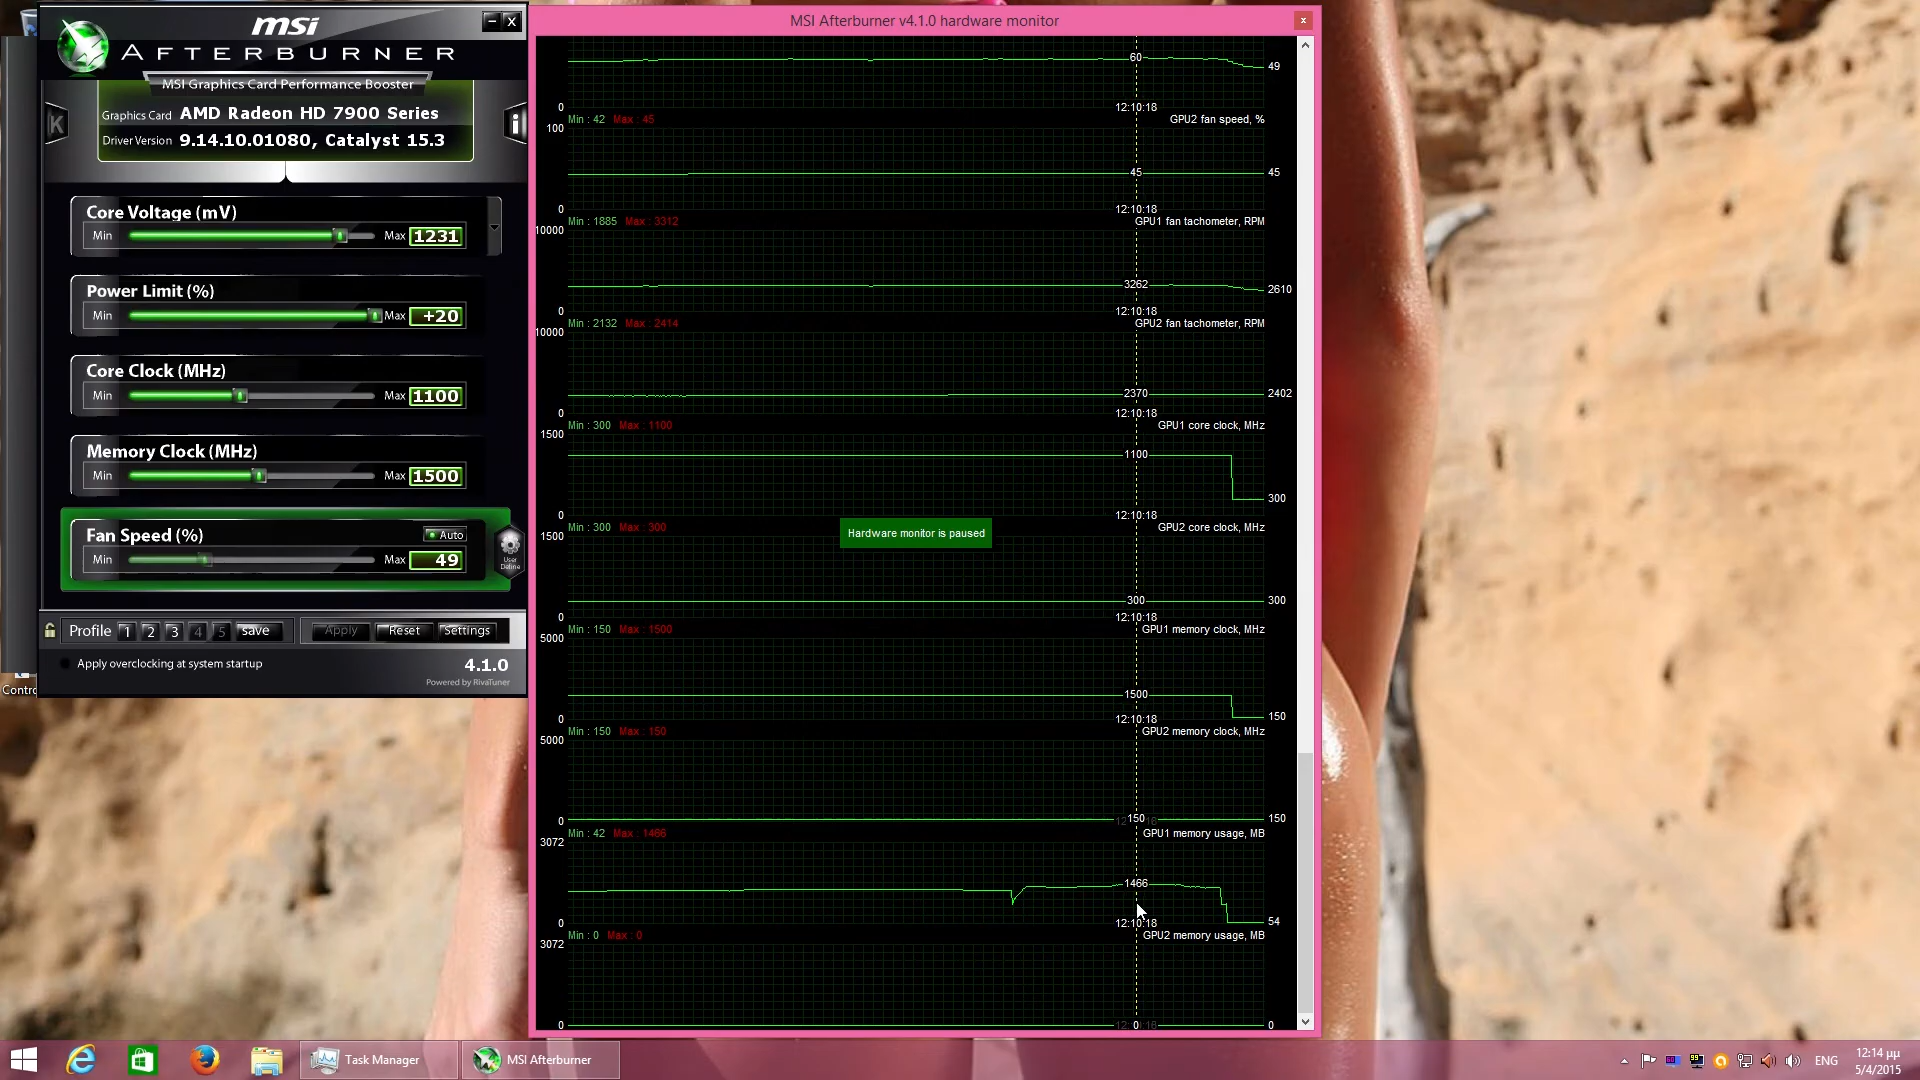 msi
AFTERBURNER
MSI Graphics Card Performance Booster
Graphics Card AMD Radeon HD 7900 Series
Driver Version 9.14.10.01080, Catalyst 15.3
K
i
Core Voltage (mV)
Min Max 1231
Power Limit (%)
Min Max +20
Core Clock (MHz)
Min Max 1100
Memory Clock (MHz)
Min Max 1500
Fan Speed (%) Auto
Min Max 49
User Define
Profile 1 2 3 4 5 save Apply Reset Settings
Apply overclocking at system startup 4.1.0
Powered by RivaTuner
Contro
MSI Afterburner v4.1.0 hardware monitor
60 49
0 12:10:18
Min : 42 Max : 45 GPU2 fan speed, %
100
45 45
0 12:10:18
Min : 1885 Max : 3312 GPU1 fan tachometer, RPM
10000
3262 2610
0 12:10:18
Min : 2132 Max : 2414 GPU2 fan tachometer, RPM
10000
2370 2402
0 12:10:18
Min : 300 Max : 1100 GPU1 core clock, MHz
1500
1100
300
0 12:10:18
Min : 300 Max : 300 GPU2 core clock, MHz
1500
Hardware monitor is paused
300 300
0 12:10:18
Min : 150 Max : 1500 GPU1 memory clock, MHz
5000
1500
150
0 12:10:18
Min : 150 Max : 150 GPU2 memory clock, MHz
5000
150 150
0
Min : 42 Max : 1466 GPU1 memory usage, MB
3072
1466
54
0 12:10:18
Min : 0 Max : 0 GPU2 memory usage, MB
3072
0 0 0
Task Manager
MSI Afterburner
ENG
12:14 μμ
5/4/2015